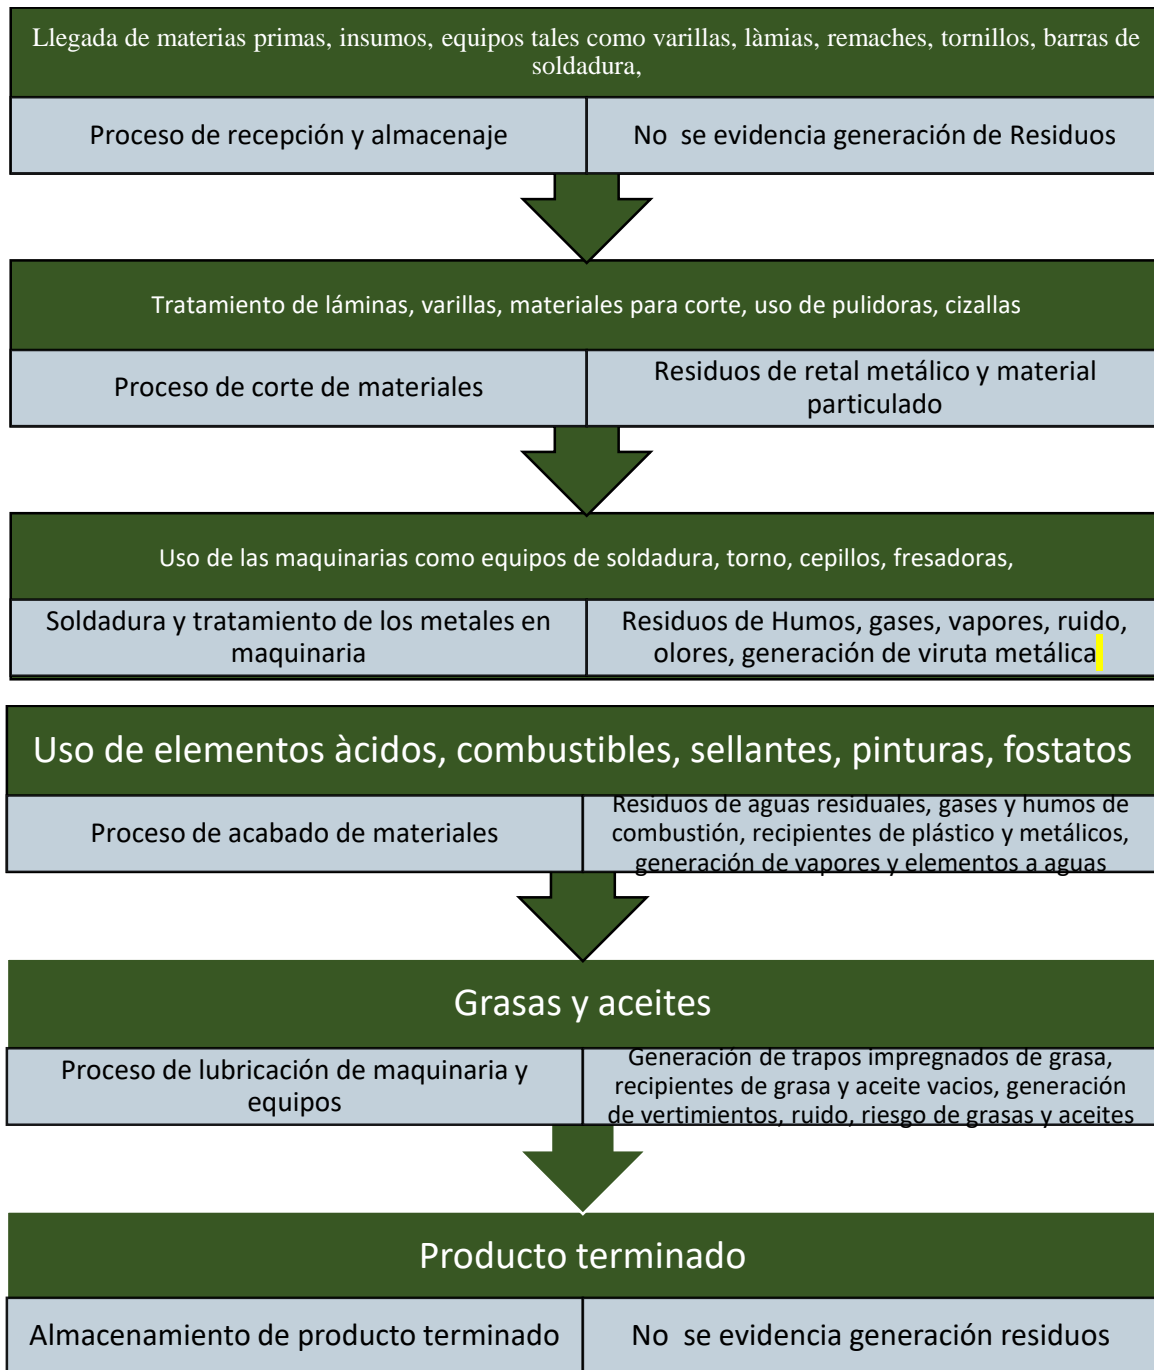 Llegada de materias primas, insumos, equipos tales como varillas, làmias, remaches, tornillos, barras de
soldadura,
Proceso de recepción y almacenaje
No se evidencia generación de Residuos
Tratamiento de láminas, varillas, materiales para corte, uso de pulidoras, cizallas
Proceso de corte de materiales
Residuos de retal metálico y material
particulado
Uso de las maquinarias como equipos de soldadura, torno, cepillos, fresadoras,
Soldadura y tratamiento de los metales en
maquinaria
Residuos de Humos, gases, vapores, ruido,
olores, generación de viruta metálica
Uso de elementos àcidos, combustibles, sellantes, pinturas, fostatos
Proceso de acabado de materiales
Residuos de aguas residuales, gases y humos de
combustión, recipientes de plástico y metálicos,
generación de vapores y elementos a aguas
Grasas y aceites
Proceso de lubricación de maquinaria y
equipos
Generación de trapos impregnados de grasa,
recipientes de grasa y aceite vacios, generación
de vertimientos, ruido, riesgo de grasas y aceites
Producto terminado
Almacenamiento de producto terminado
No se evidencia generación residuos